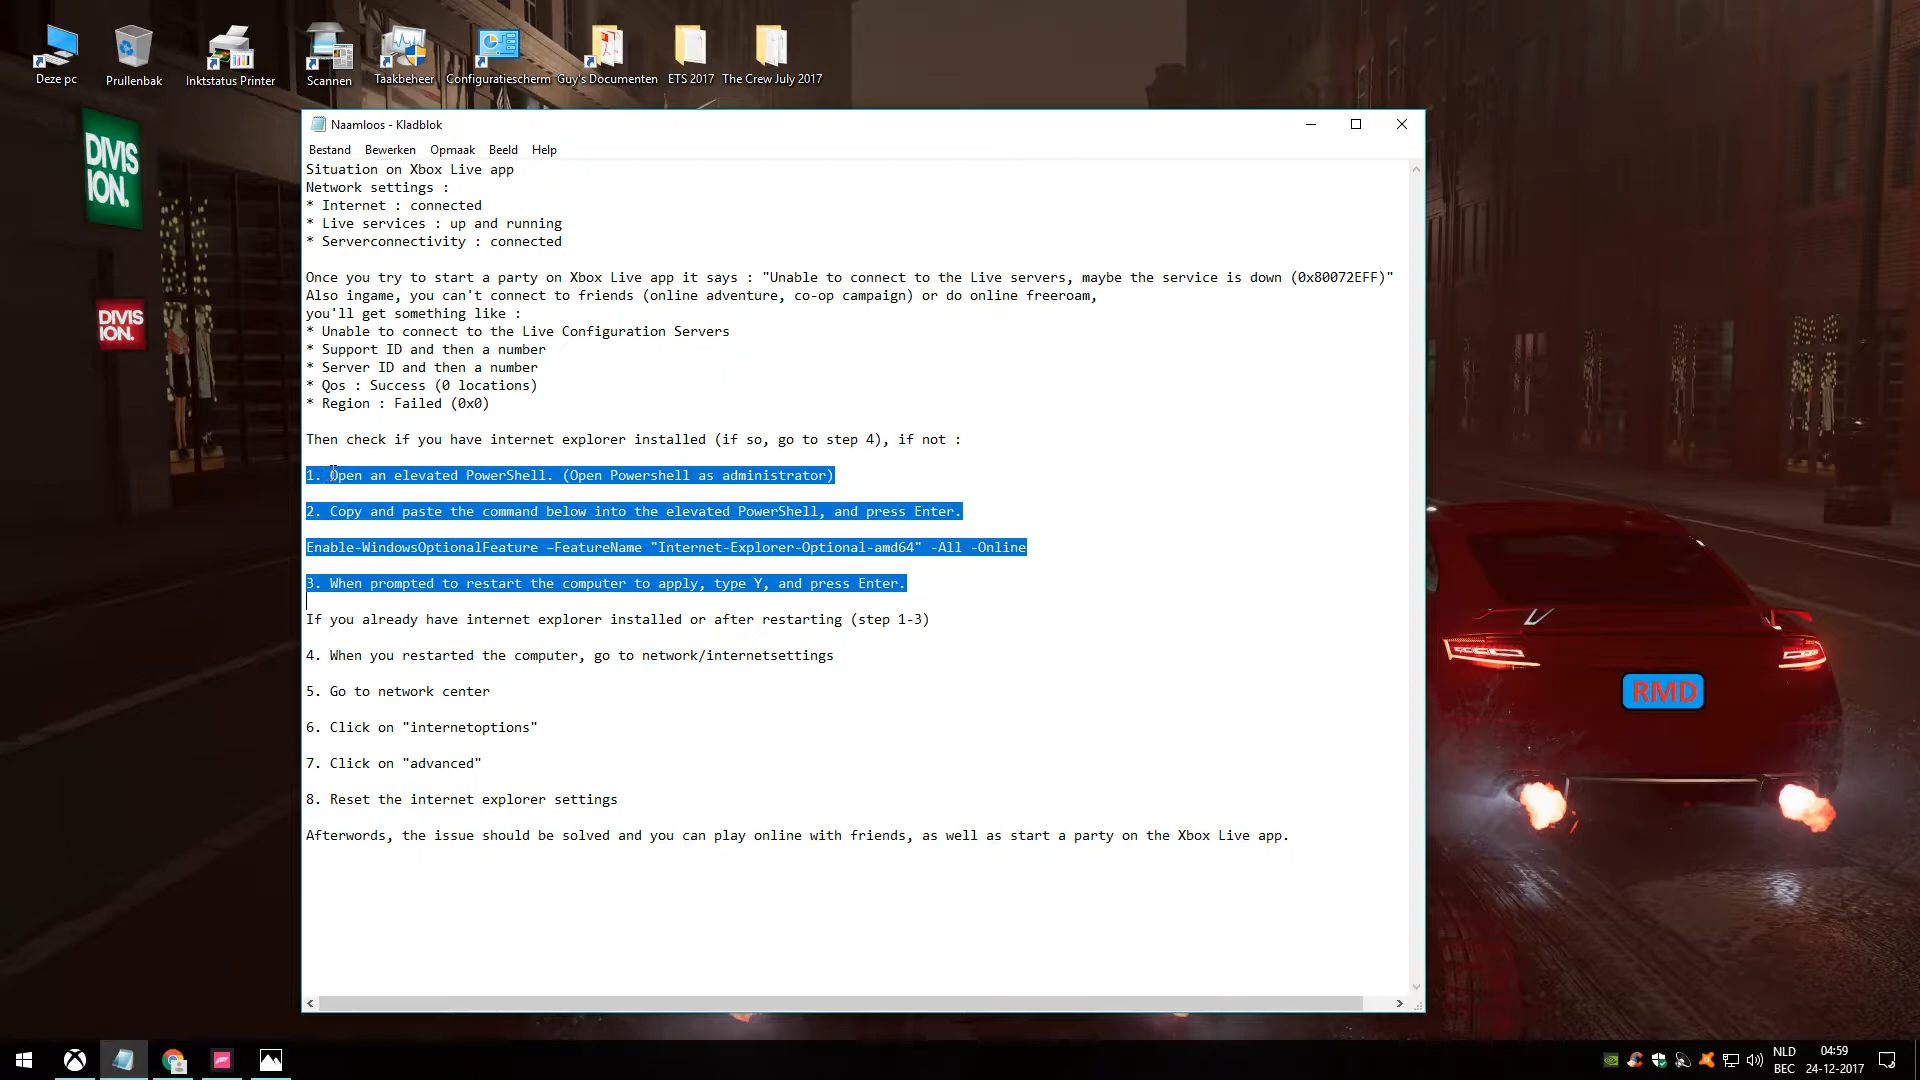 Deze pc
Prullenbak
Inktstatus Printer
Scannen
Taakbeheer
Configuratiescherm
Guy's Documenten
ETS 2017
The Crew July 2017
DIVIS
ION.
DIVIS
ION.
Naamloos - Kladblok
Bestand Bewerken Opmaak Beeld Help
Situation on Xbox Live app
Network settings :
* Internet : connected
* Live services : up and running
* Serverconnectivity : connected
Once you try to start a party on Xbox Live app it says : "Unable to connect to the Live servers, maybe the service is down (0x80072EFF)"
Also ingame, you can't connect to friends (online adventure, co-op campaign) or do online freeroam,
you'll get something like :
* Unable to connect to the Live Configuration Servers
* Support ID and then a number
* Server ID and then a number
* Qos : Success (0 locations)
* Region : Failed (0x0)
Then check if you have internet explorer installed (if so, go to step 4), if not :
1. Open an elevated PowerShell. (Open Powershell as administrator)
2. Copy and paste the command below into the elevated PowerShell, and press Enter.
Enable-WindowsOptionalFeature –FeatureName "Internet-Explorer-Optional-amd64" -All -Online
3. When prompted to restart the computer to apply, type Y, and press Enter.
If you already have internet explorer installed or after restarting (step 1-3)
4. When you restarted the computer, go to network/internetsettings
5. Go to network center
6. Click on "internetoptions"
7. Click on "advanced"
8. Reset the internet explorer settings
Afterwords, the issue should be solved and you can play online with friends, as well as start a party on the Xbox Live app.
RMD
NLD
BEC
04:59
24-12-2017